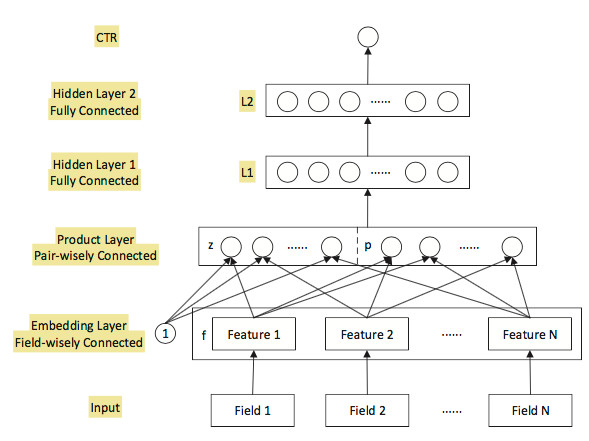 CTR
Hidden Layer 2
Fully Connected
L2
......
Hidden Layer 1
Fully Connected
L1
......
Product Layer
Pair-wisely Connected
z ...... p ......
Embedding Layer
Field-wisely Connected
1 f Feature 1 Feature 2 ...... Feature N
Input Field 1 Field 2 ...... Field N